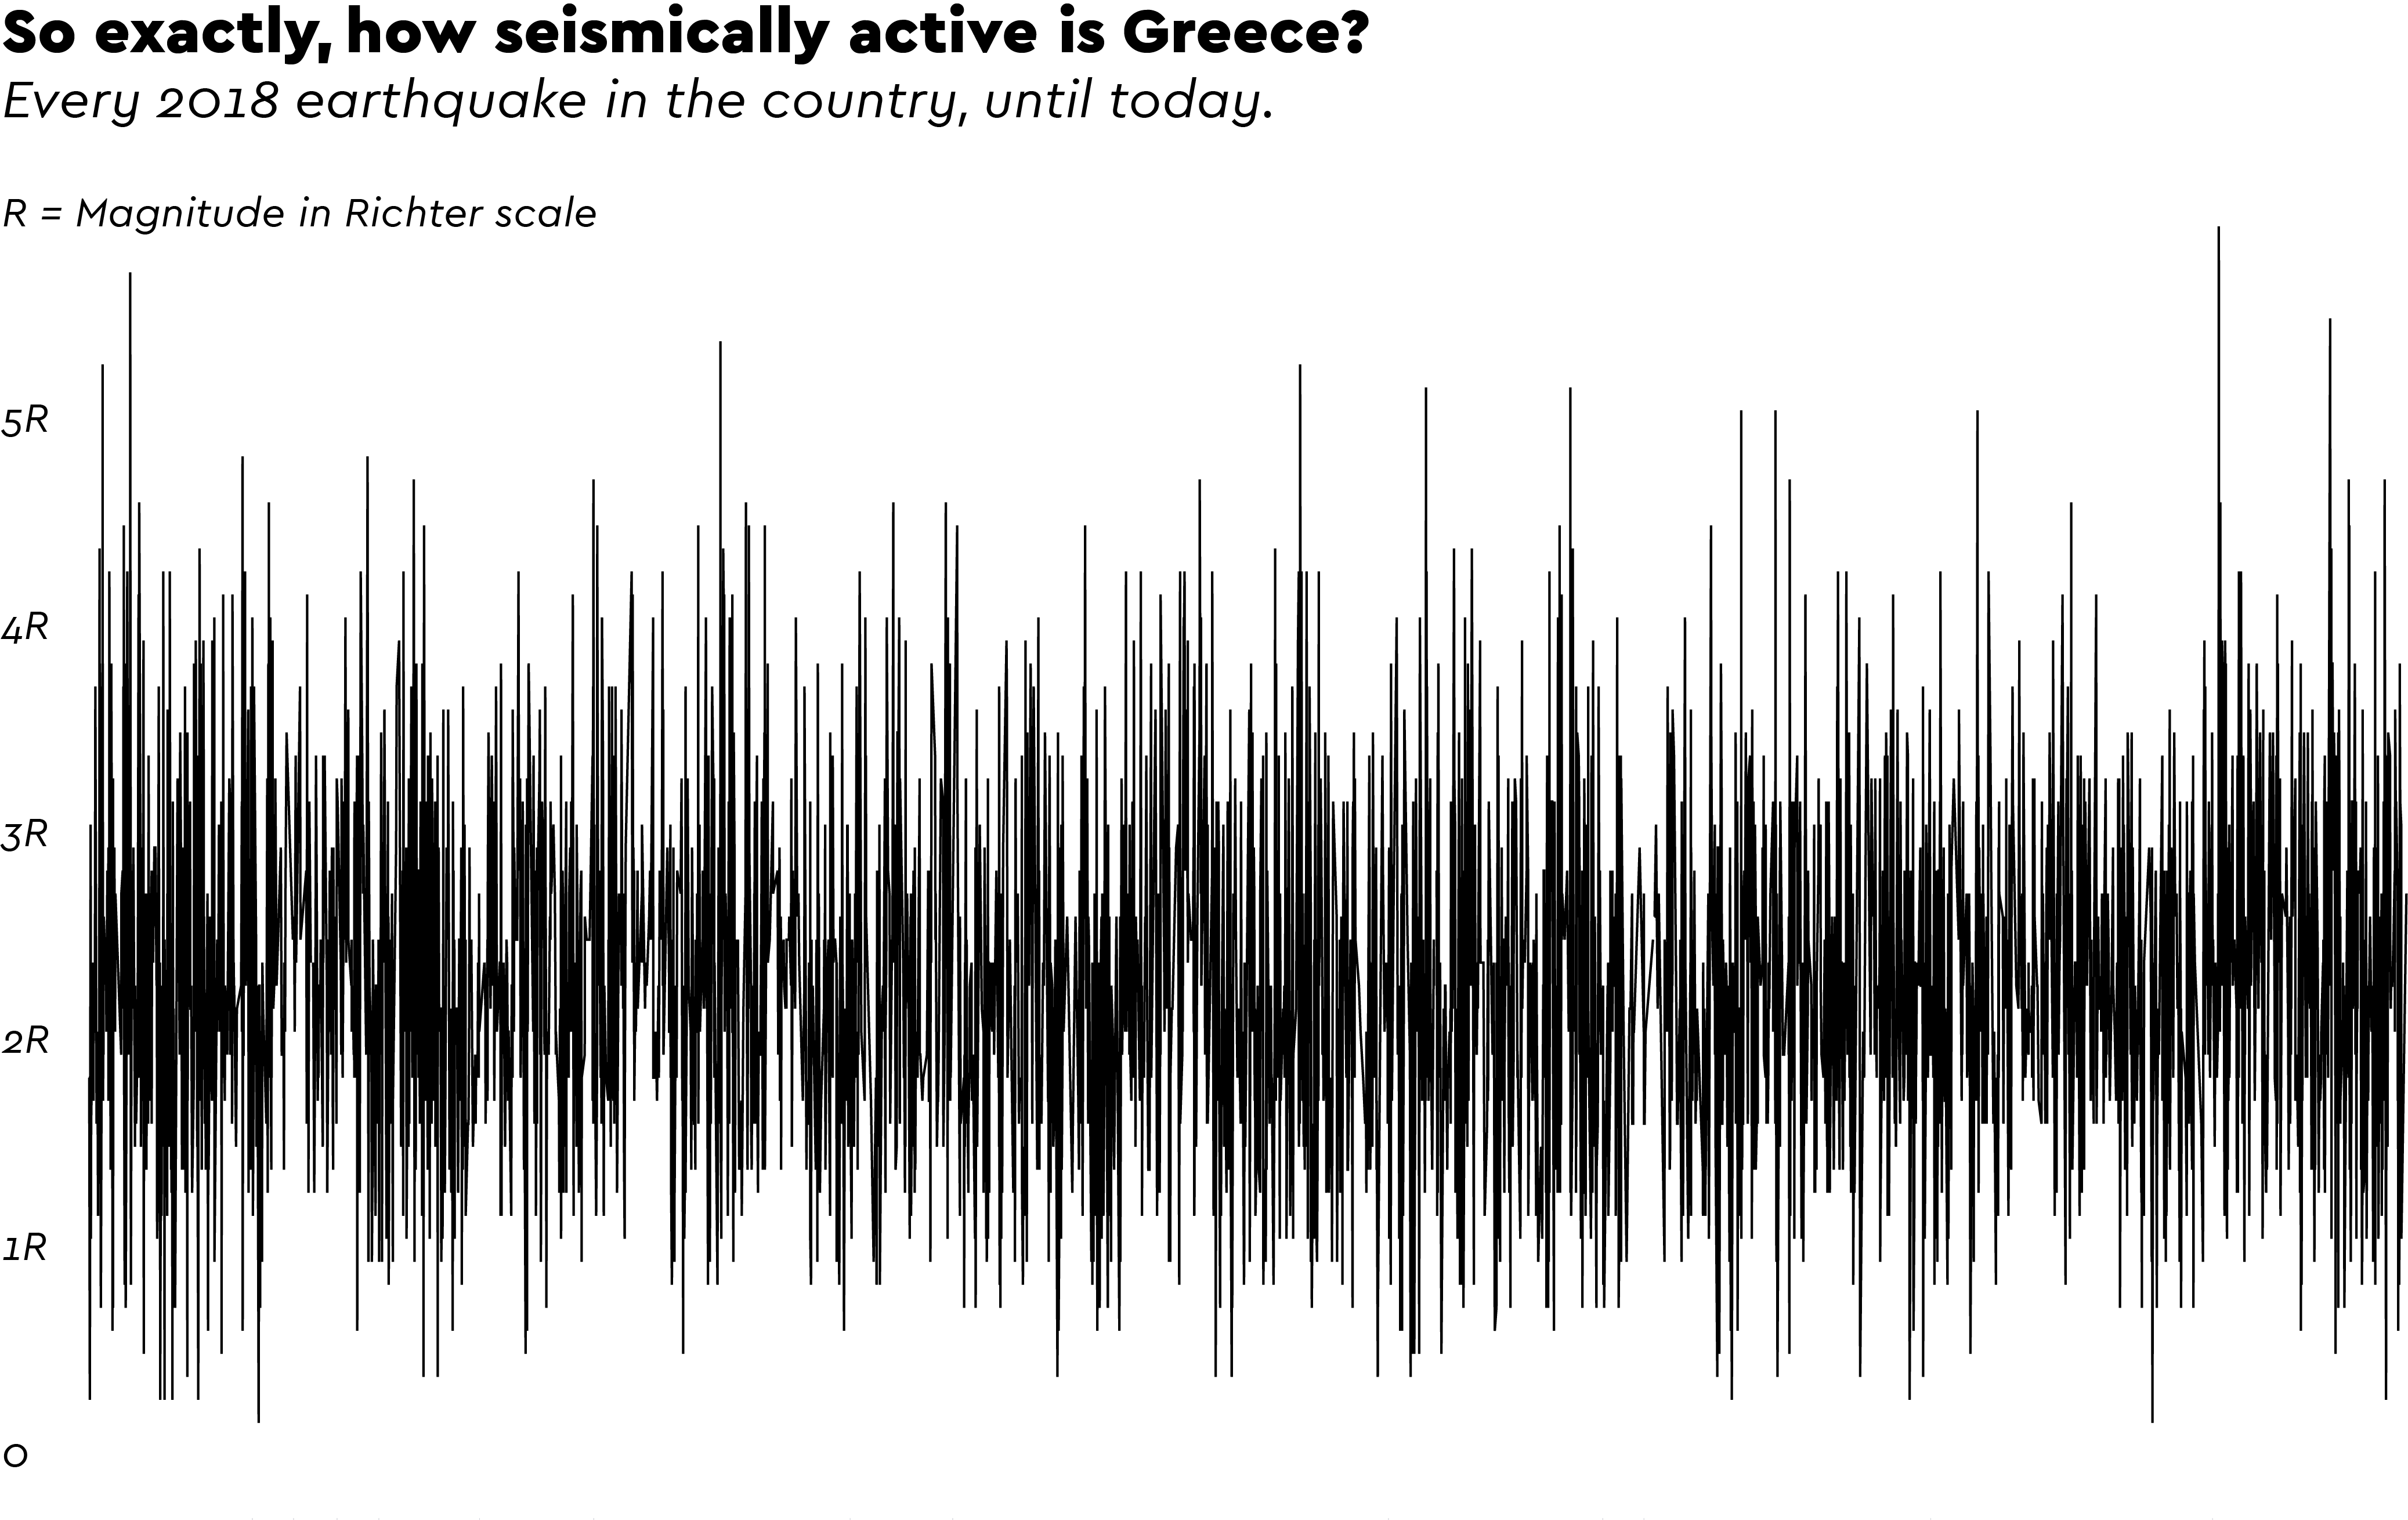 So exactly, how seismically active is Greece?
Every 2018 earthquake in the country, until today.
R = Magnitude in Richter scale
5R
4R
3R
2R
1R
0